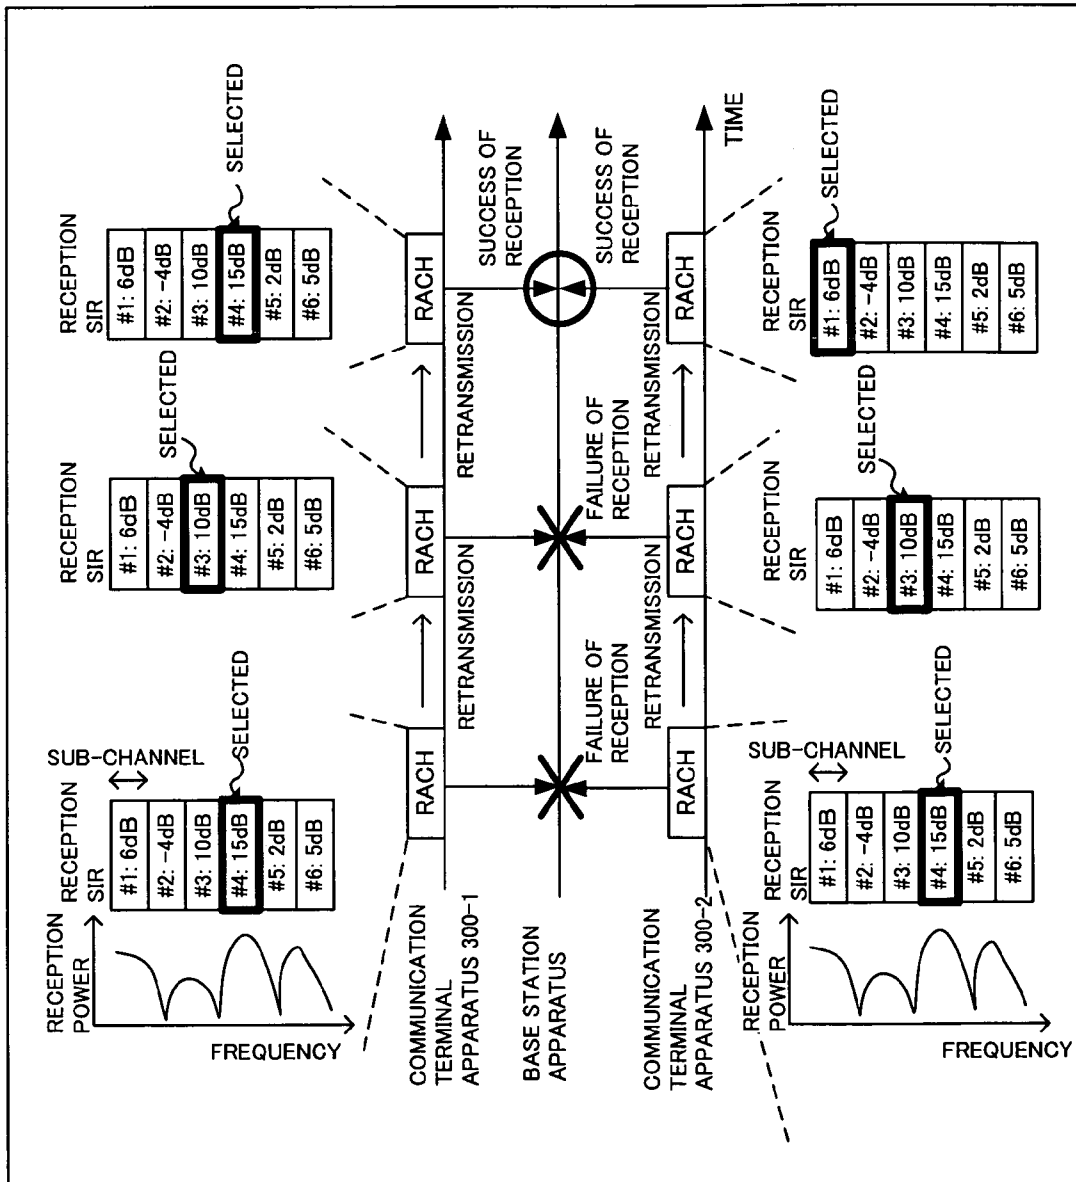 RECEPTION
POWER
FREQUENCY
RECEPTION
SIR
SUB-CHANNEL
#1: 6dB
#2: -4dB
#3: 10dB
#4: 15dB
#5: 2dB
#6: 5dB
SELECTED
RECEPTION
SIR
#1: 6dB
#2: -4dB
#3: 10dB
#4: 15dB
#5: 2dB
#6: 5dB
SELECTED
RECEPTION
SIR
#1: 6dB
#2: -4dB
#3: 10dB
#4: 15dB
#5: 2dB
#6: 5dB
SELECTED
COMMUNICATION
TERMINAL
APPARATUS 300-1
RACH
RETRANSMISSION
RACH
RETRANSMISSION
RACH
SUCCESS OF
RECEPTION
BASE STATION
APPARATUS
FAILURE OF
RECEPTION
FAILURE OF
RECEPTION
SUCCESS OF
RECEPTION
COMMUNICATION
TERMINAL
APPARATUS 300-2
RACH
RETRANSMISSION
RACH
RETRANSMISSION
RACH
TIME
RECEPTION
POWER
FREQUENCY
RECEPTION
SIR
SUB-CHANNEL
#1: 6dB
#2: -4dB
#3: 10dB
#4: 15dB
#5: 2dB
#6: 5dB
SELECTED
RECEPTION
SIR
#1: 6dB
#2: -4dB
#3: 10dB
#4: 15dB
#5: 2dB
#6: 5dB
SELECTED
RECEPTION
SIR
#1: 6dB
#2: -4dB
#3: 10dB
#4: 15dB
#5: 2dB
#6: 5dB
SELECTED